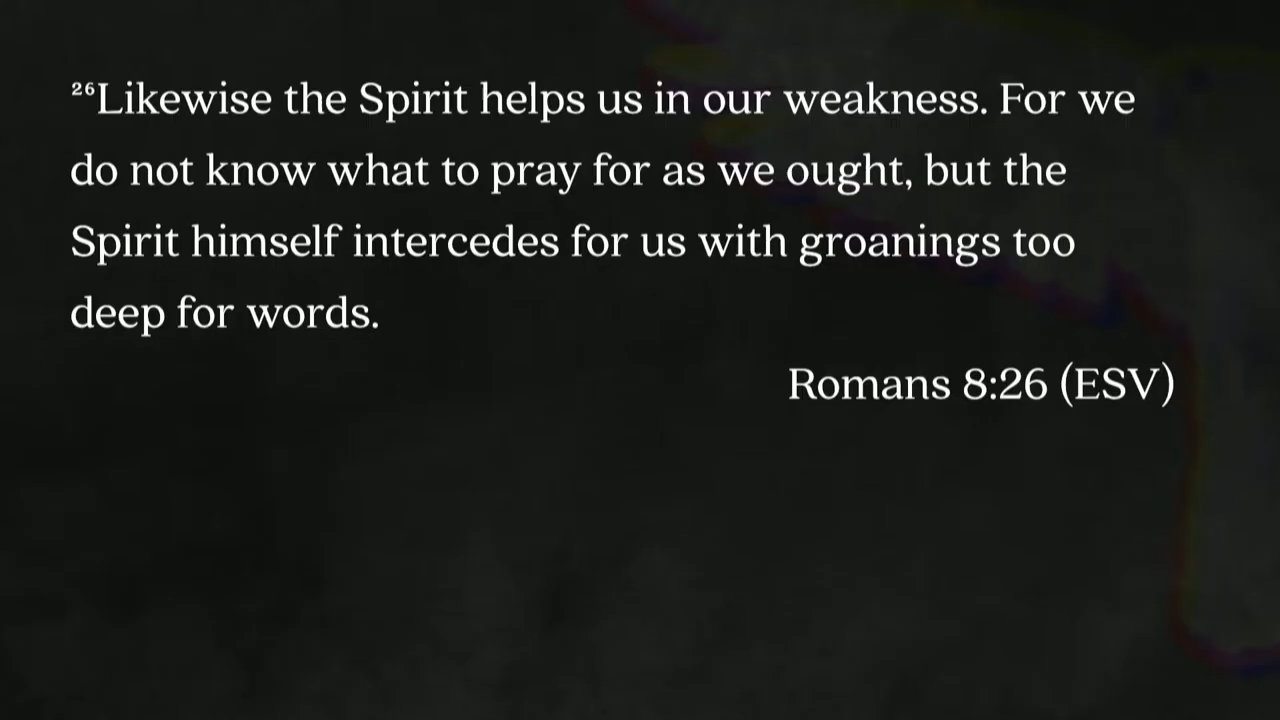 ²⁶Likewise the Spirit helps us in our weakness. For we
do not know what to pray for as we ought, but the
Spirit himself intercedes for us with groanings too
deep for words.
Romans 8:26 (ESV)